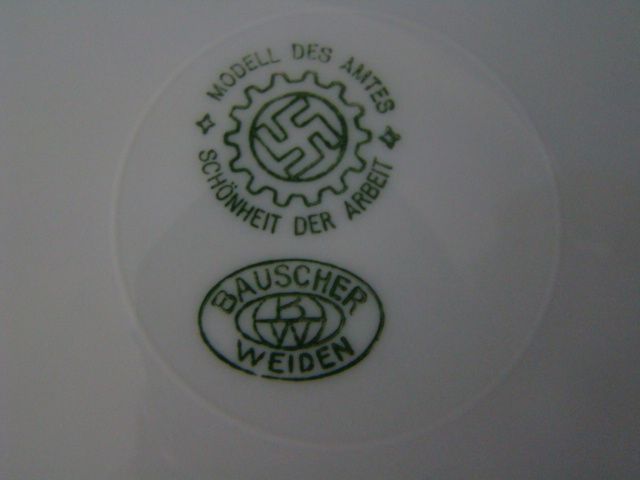 MODELL DES AMTES
SCHÖNHEIT DER ARBEIT
BAUSCHER
BW
WEIDEN